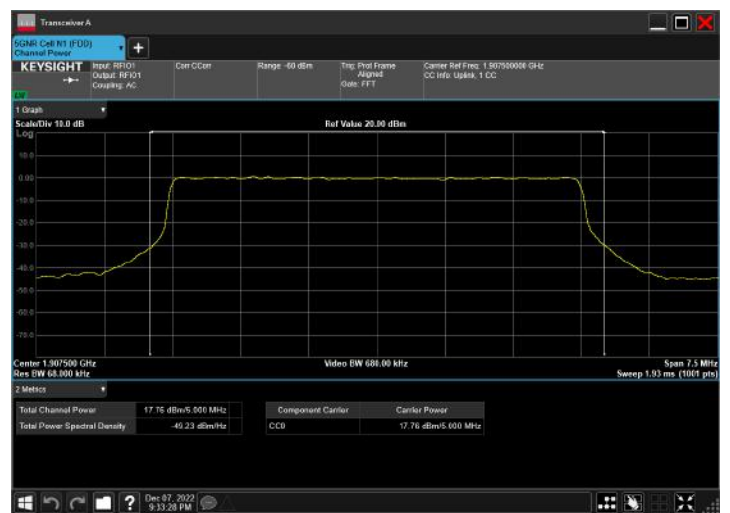 Transceiver A
5GNR Cell N1 (FDD)
Channel Power
+
KEYSIGHT
Input: RFIO1
Output: RFIO1
Coupling: AC
Corr CCorr
Range -60 dBm
Trig: Prot Frame
Aligned
Gate: FFT
Carrier Ref Freq: 1.907500000 GHz
CC Info: Uplink, 1 CC
1 Graph
Scale/Div 10.0 dB
Ref Value 20.00 dBm
Log
10.0
0.00
-10.0
-20.0
-30.0
-40.0
-50.0
-60.0
-70.0
Center 1.907500 GHz
Video BW 680.00 kHz
Span 7.5 MHz
Res BW 68.000 kHz
Sweep 1.93 ms (1001 pts)
2 Metrics
Total Channel Power 17.76 dBm/5.000 MHz
Total Power Spectral Density -49.23 dBm/Hz
Component Carrier Carrier Power
CC0 17.76 dBm/5.000 MHz
?
Dec 07, 2022
9:33:28 PM